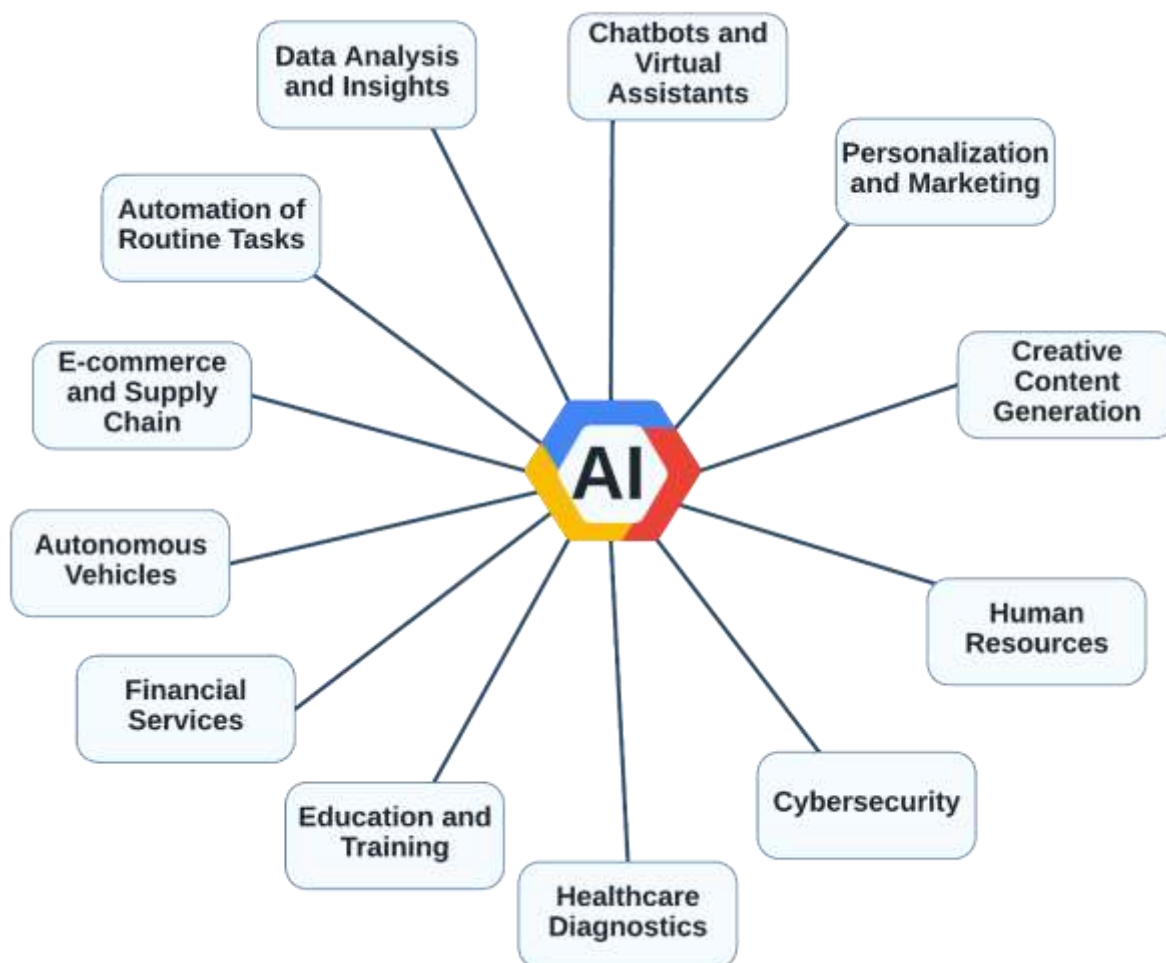 Data Analysis
and Insights
Chatbots and
Virtual
Assistants
Personalization
and Marketing
Automation of
Routine Tasks
E-commerce
and Supply
Chain
Creative
Content
Generation
AI
Autonomous
Vehicles
Human
Resources
Financial
Services
Cybersecurity
Education and
Training
Healthcare
Diagnostics